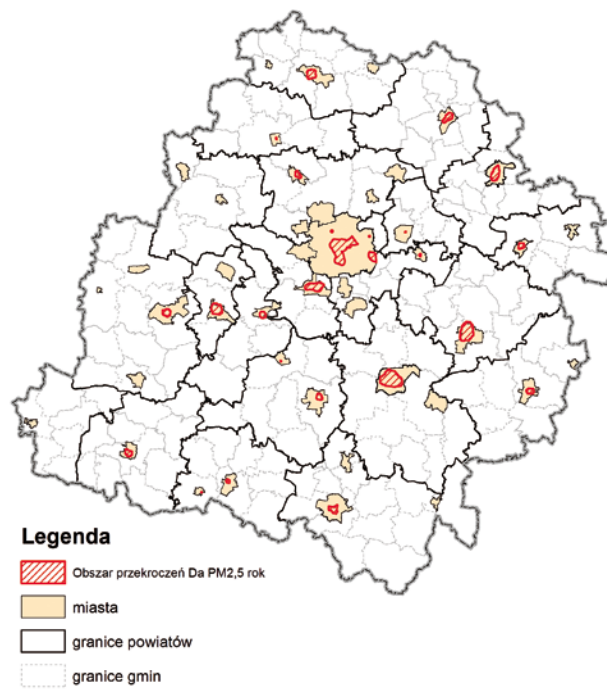 Legenda
Obszar przekroczeń Da PM2,5 rok
miasta
granice powiatów
granice gmin